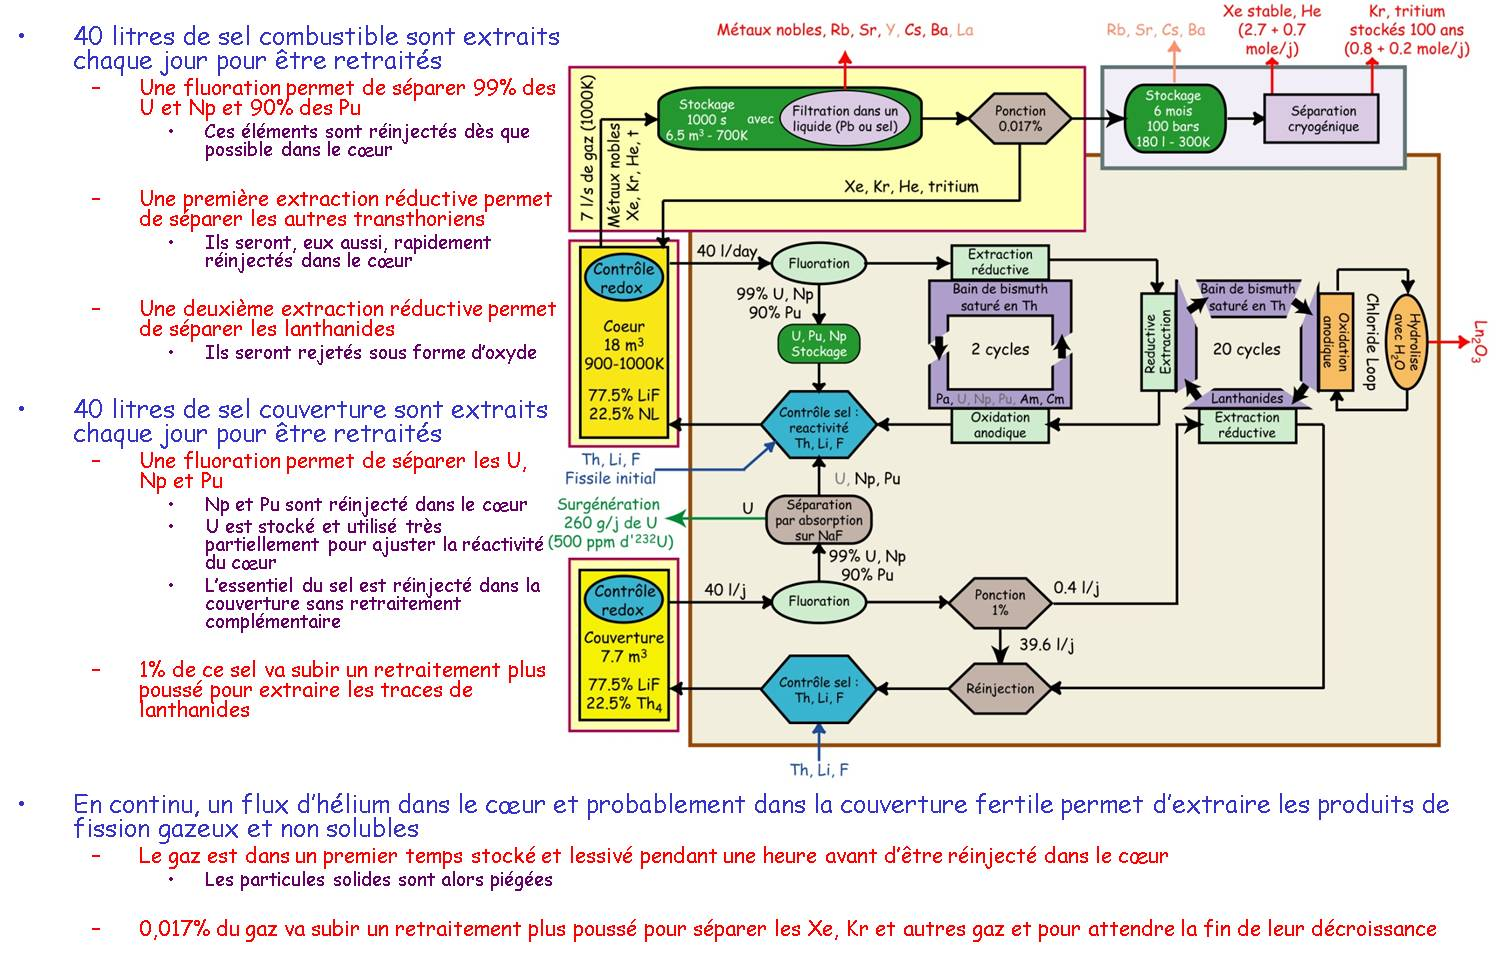 • 40 litres de sel combustible sont extraits
chaque jour pour être retraités
– Une fluoration permet de séparer 99% des
U et Np et 90% des Pu
• Ces éléments sont réinjectés dès que
possible dans le cœur
– Une première extraction réductive permet
de séparer les autres transthoriens
• Ils seront, eux aussi, rapidement
réinjectés dans le cœur
– Une deuxième extraction réductive permet
de séparer les lanthanides
• Ils seront rejetés sous forme d'oxyde
• 40 litres de sel couverture sont extraits
chaque jour pour être retraités
– Une fluoration permet de séparer les U,
Np et Pu
• Np et Pu sont réinjecté dans le cœur
• U est stocké et utilisé très
partiellement pour ajuster la réactivité
du cœur
• L'essentiel du sel est réinjecté dans la
couverture sans retraitement
complémentaire
– 1% de ce sel va subir un retraitement plus
poussé pour extraire les traces de
lanthanides
Métaux nobles, Rb, Sr, Y, Cs, Ba, La
Rb, Sr, Cs, Ba
Xe stable, He
(2.7 + 0.7
mole/j)
Kr, tritium
stockés 100 ans
(0.8 + 0.2 mole/j)
7 l/s de gaz (1000K)
Métaux nobles
Xe, Kr, He, t
Stockage
1000 s
6.5 m³ - 700K
avec
Filtration dans un
liquide (Pb ou sel)
Ponction
0.017%
Stockage
6 mois
100 bars
180 l - 300K
Séparation
cryogénique
Xe, Kr, He, tritium
Contrôle
redox
Coeur
18 m³
900-1000K
77.5% LiF
22.5% NL
40 l/day
Fluoration
99% U, Np
90% Pu
U, Pu, Np
Stockage
Contrôle sel :
reactivité
Th, Li, F
Th, Li, F
Fissile initial
Extraction
réductive
Bain de bismuth
saturé en Th
2 cycles
Pa, U, Np, Pu, Am, Cm
Oxidation
anodique
Reductive
Extraction
Bain de bismuth
saturé en Th
20 cycles
Lanthanides
Extraction
réductive
Oxidation
anodique
Chloride Loop
Hydrolise
avec H₂O
Ln₂O₃
U, Np, Pu
Séparation
par absorption
sur NaF
U
Surgénération
260 g/j de U
(500 ppm d'²³²U)
99% U, Np
90% Pu
Contrôle
redox
Couverture
7.7 m³
77.5% LiF
22.5% Th₄
40 l/j
Fluoration
Ponction
1%
0.4 l/j
39.6 l/j
Réinjection
Contrôle sel :
Th, Li, F
Th, Li, F
• En continu, un flux d'hélium dans le cœur et probablement dans la couverture fertile permet d'extraire les produits de
fission gazeux et non solubles
– Le gaz est dans un premier temps stocké et lessivé pendant une heure avant d'être réinjecté dans le cœur
• Les particules solides sont alors piégées
– 0,017% du gaz va subir un retraitement plus poussé pour séparer les Xe, Kr et autres gaz et pour attendre la fin de leur décroissance